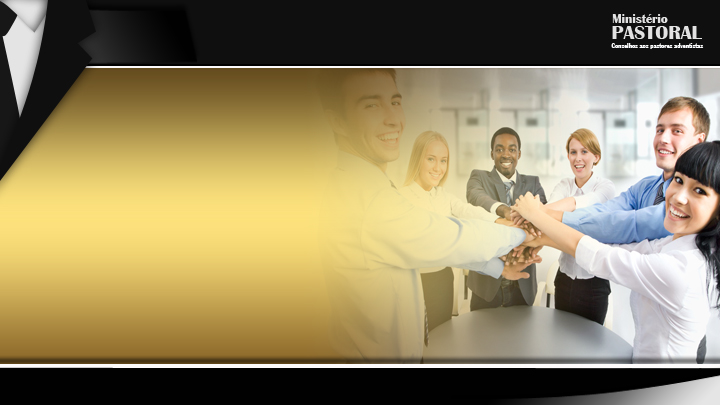 Ministério
PASTORAL
Conselhos aos pastores adventistas